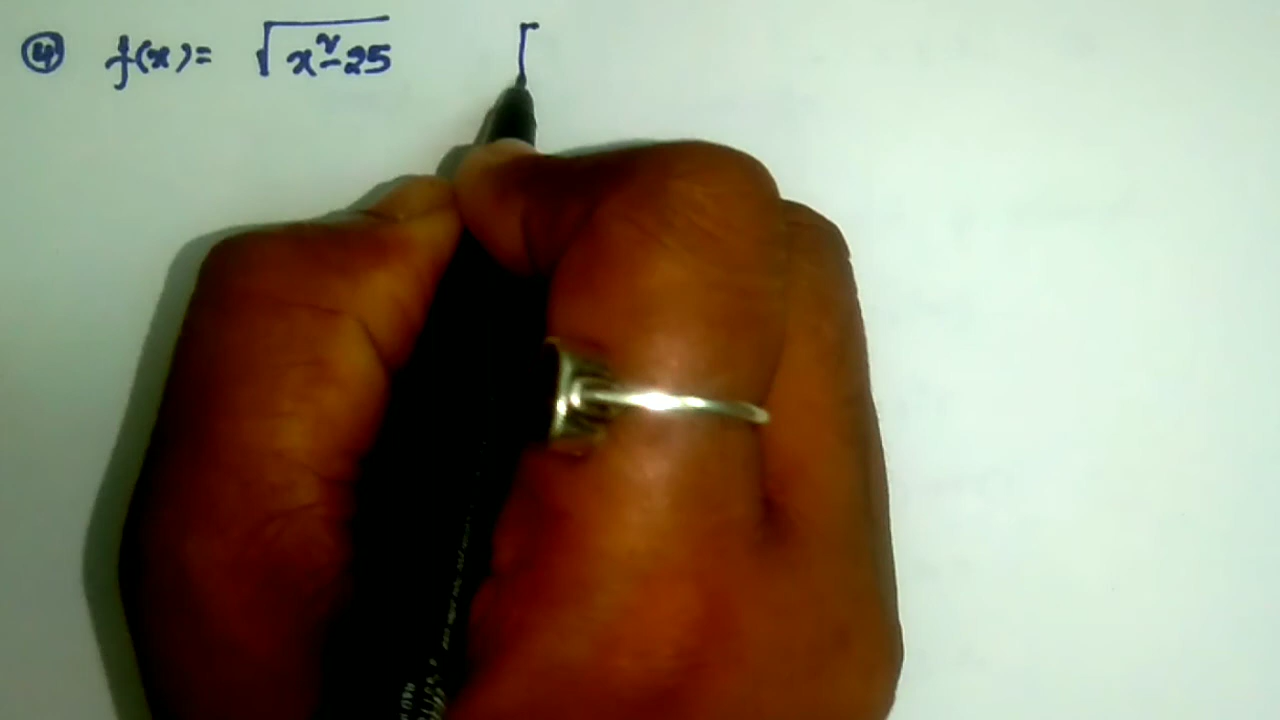 ④ f(x) = √x²-25 [